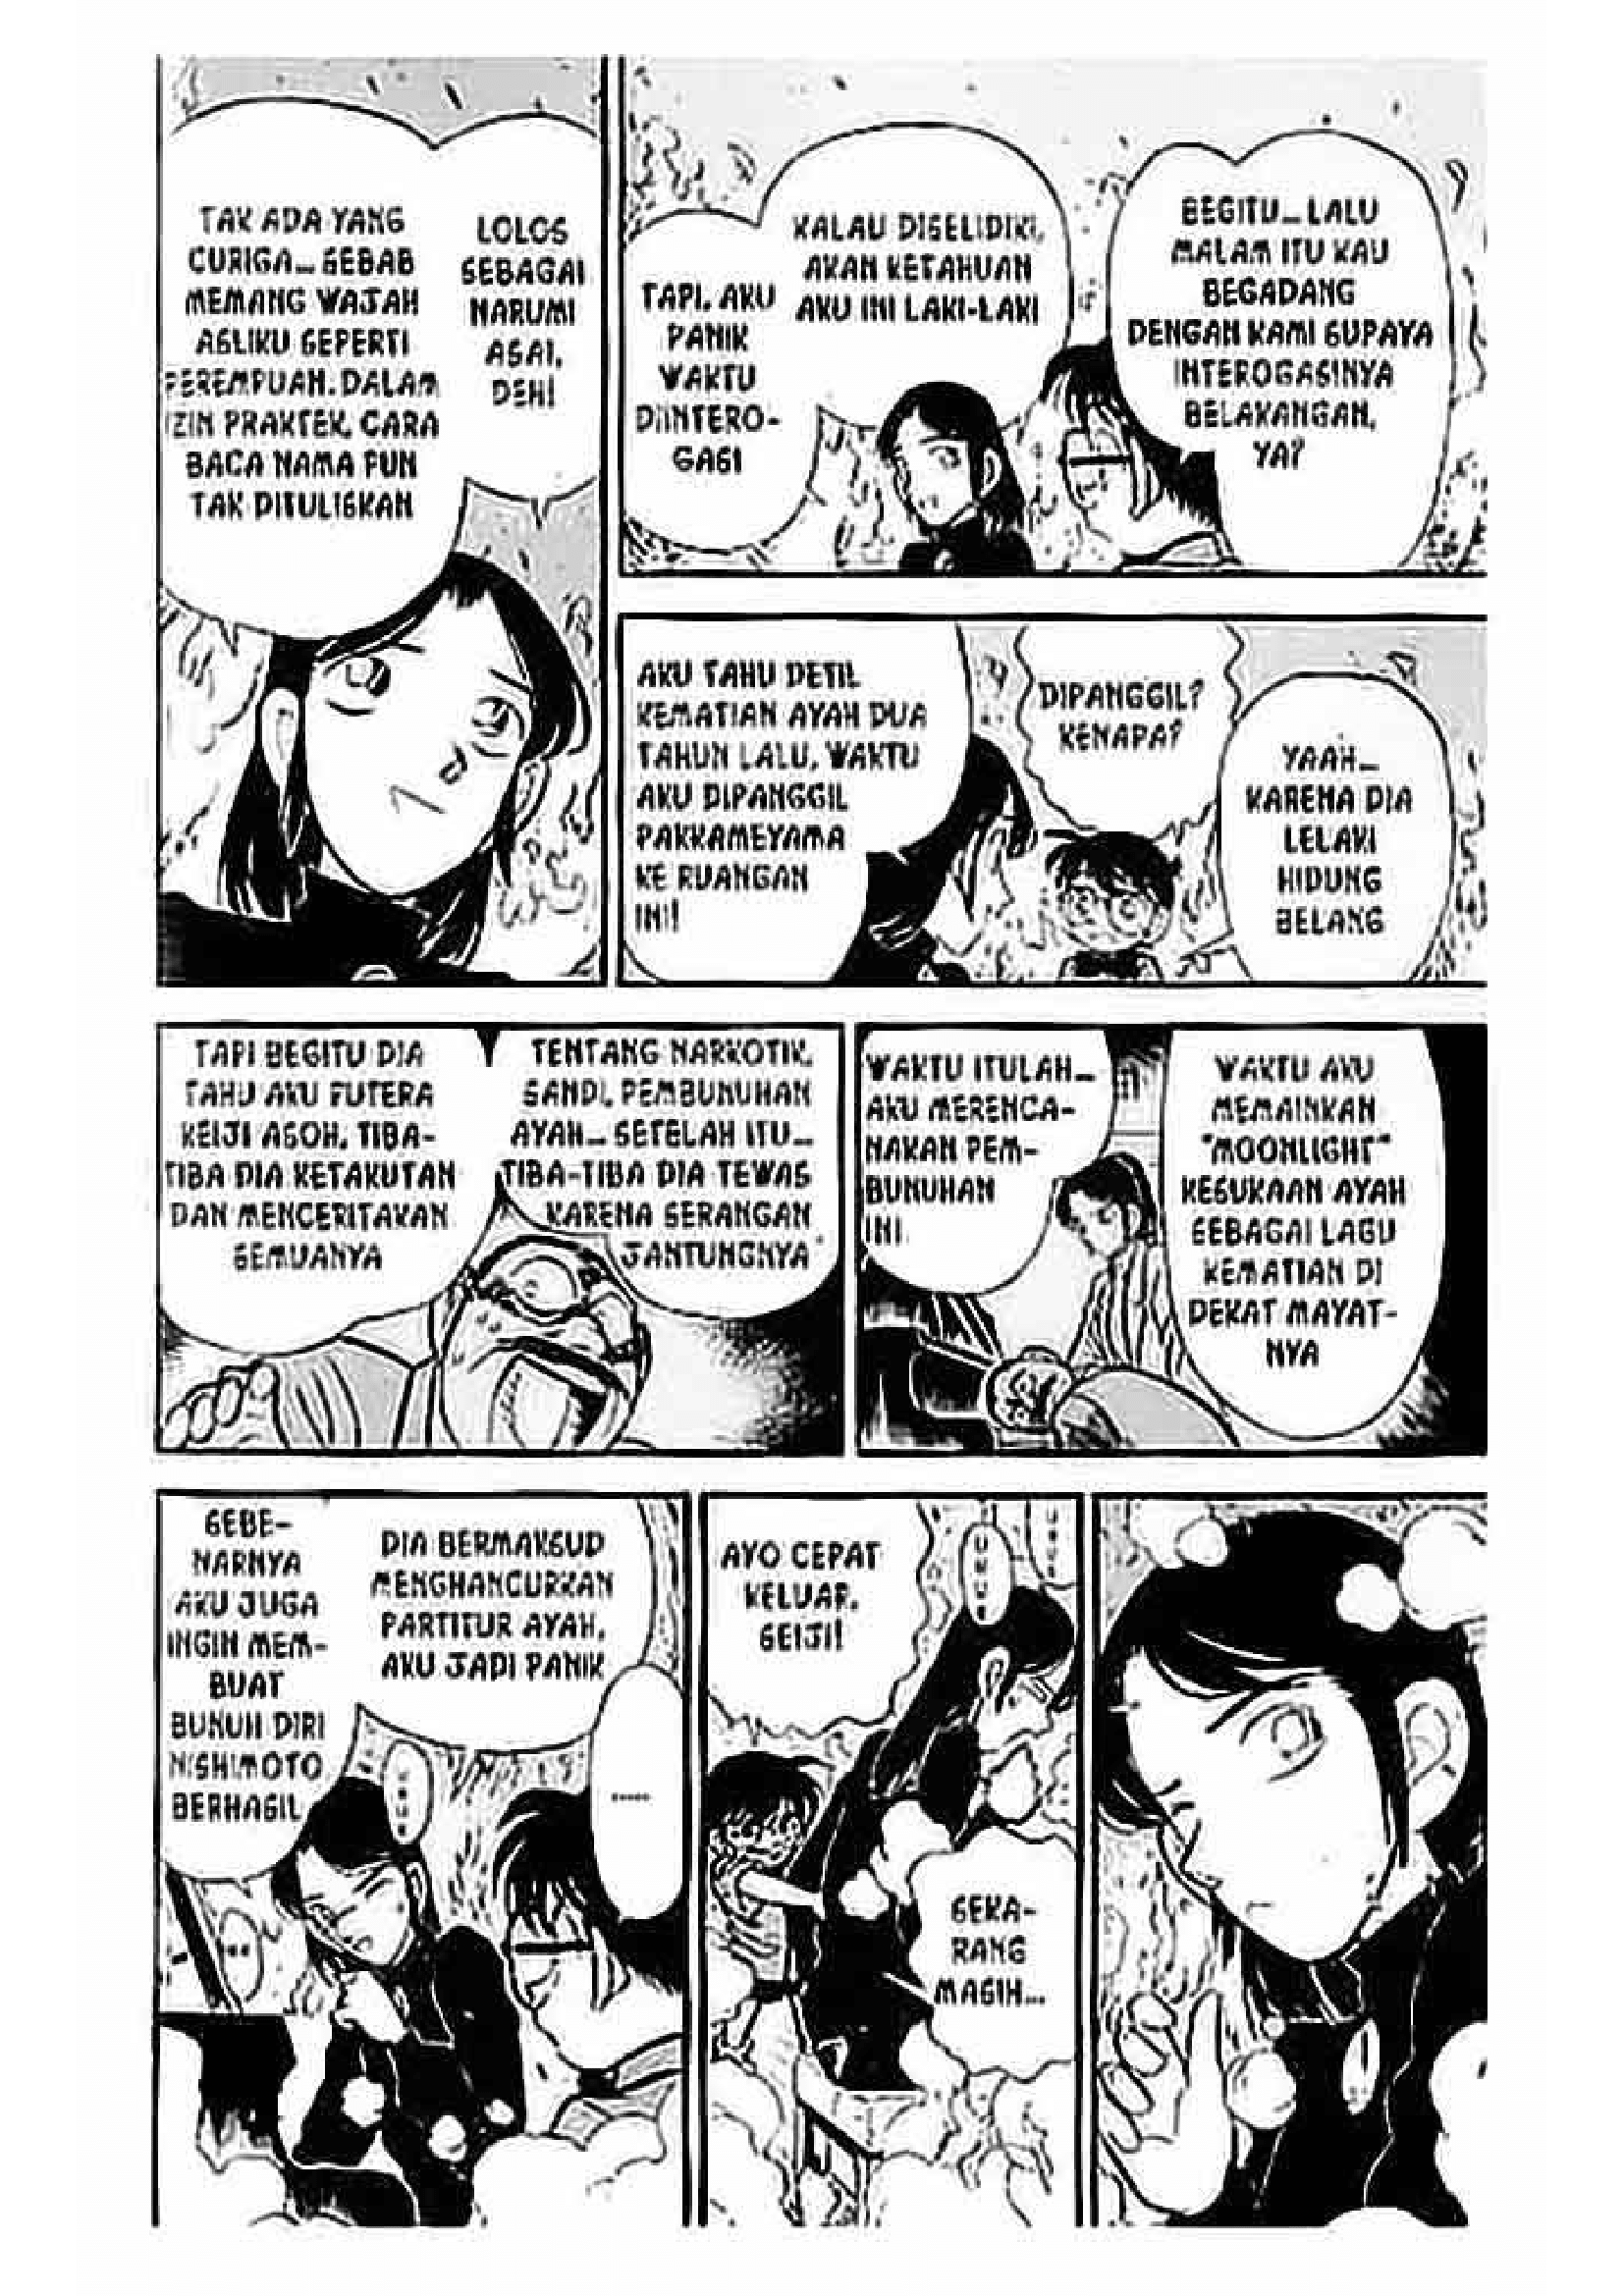 BEGITU... LALU
MALAM ITU KAU
BEGADANG
DENGAN KAMI SUPAYA
INTEROGASINYA
BELAKANGAN,
YA?
KALAU DISELIDIKI,
AKAN KETAHUAN
AKU INI LAKI-LAKI
TAPI, AKU
PANIK
WAKTU
DIINTERO-
GASI
LOLOS
SEBAGAI
NARUMI
ASAI,
DEH!
TAK ADA YANG
CURIGA... SEBAB
MEMANG WAJAH
ASLIKU SEPERTI
PEREMPUAN. DALAM
IZIN PRAKTEK, CARA
BACA NAMA PUN
TAK DITULISKAN
YAAH...
KARENA DIA
LELAKI
HIDUNG
BELANG
DIPANGGIL?
KENAPA?
AKU TAHU DETIL
KEMATIAN AYAH DUA
TAHUN LALU, WAKTU
AKU DIPANGGIL
PAKKAMEYAMA
KE RUANGAN
INI!
WAKTU AKU
MEMAINKAN
"MOONLIGHT"
KESUKAAN AYAH
SEBAGAI LAGU
KEMATIAN DI
DEKAT MAYAT-
NYA
WAKTU ITULAH...
AKU MERENCA-
NAKAN PEM-
BUNUHAN
INI.
TENTANG NARKOTIK,
SANDI, PEMBUNUHAN
AYAH... SETELAH ITU...
TIBA-TIBA DIA TEWAS
KARENA SERANGAN
JANTUNGNYA
TAPI BEGITU DIA
TAHU AKU PUTERA
KEIJI ASOH, TIBA-
TIBA DIA KETAKUTAN
DAN MENCERITAKAN
SEMUANYA
UKU
AYO CEPAT
KELUAR,
SEIJI!
SEKA-
RANG
MASIH...
.....
DIA BERMAKSUD
MENGHANCURKAN
PARTITUR AYAH,
AKU JADI PANIK
SEBE-
NARNYA
AKU JUGA
INGIN MEM-
BUAT
BUNUH DIRI
NISHIMOTO
BERHASIL